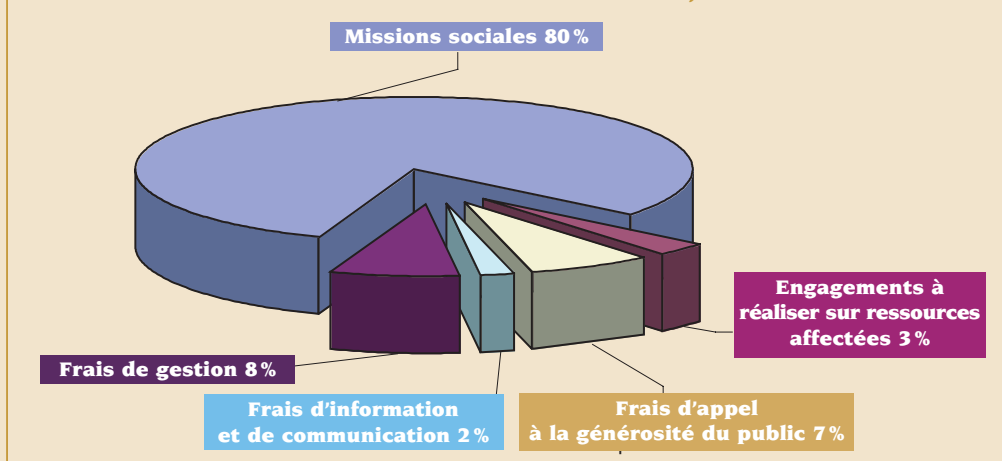 Missions sociales 80 %
Engagements à
réaliser sur ressources
affectées 3 %
Frais de gestion 8 %
Frais d'information
et de communication 2 %
Frais d'appel
à la générosité du public 7 %